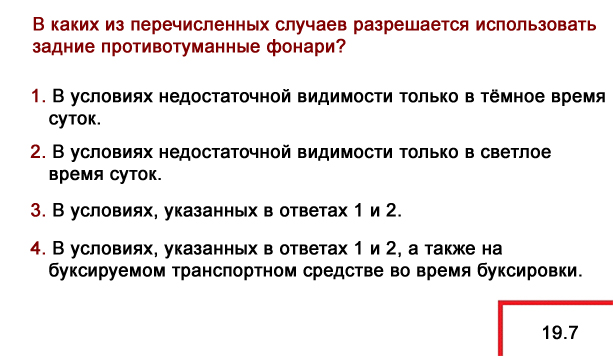 В каких из перечисленных случаев разрешается использовать
задние противотуманные фонари?
1. В условиях недостаточной видимости только в тёмное время
суток.
2. В условиях недостаточной видимости только в светлое
время суток.
3. В условиях, указанных в ответах 1 и 2.
4. В условиях, указанных в ответах 1 и 2, а также на
буксируемом транспортном средстве во время буксировки.
19.7